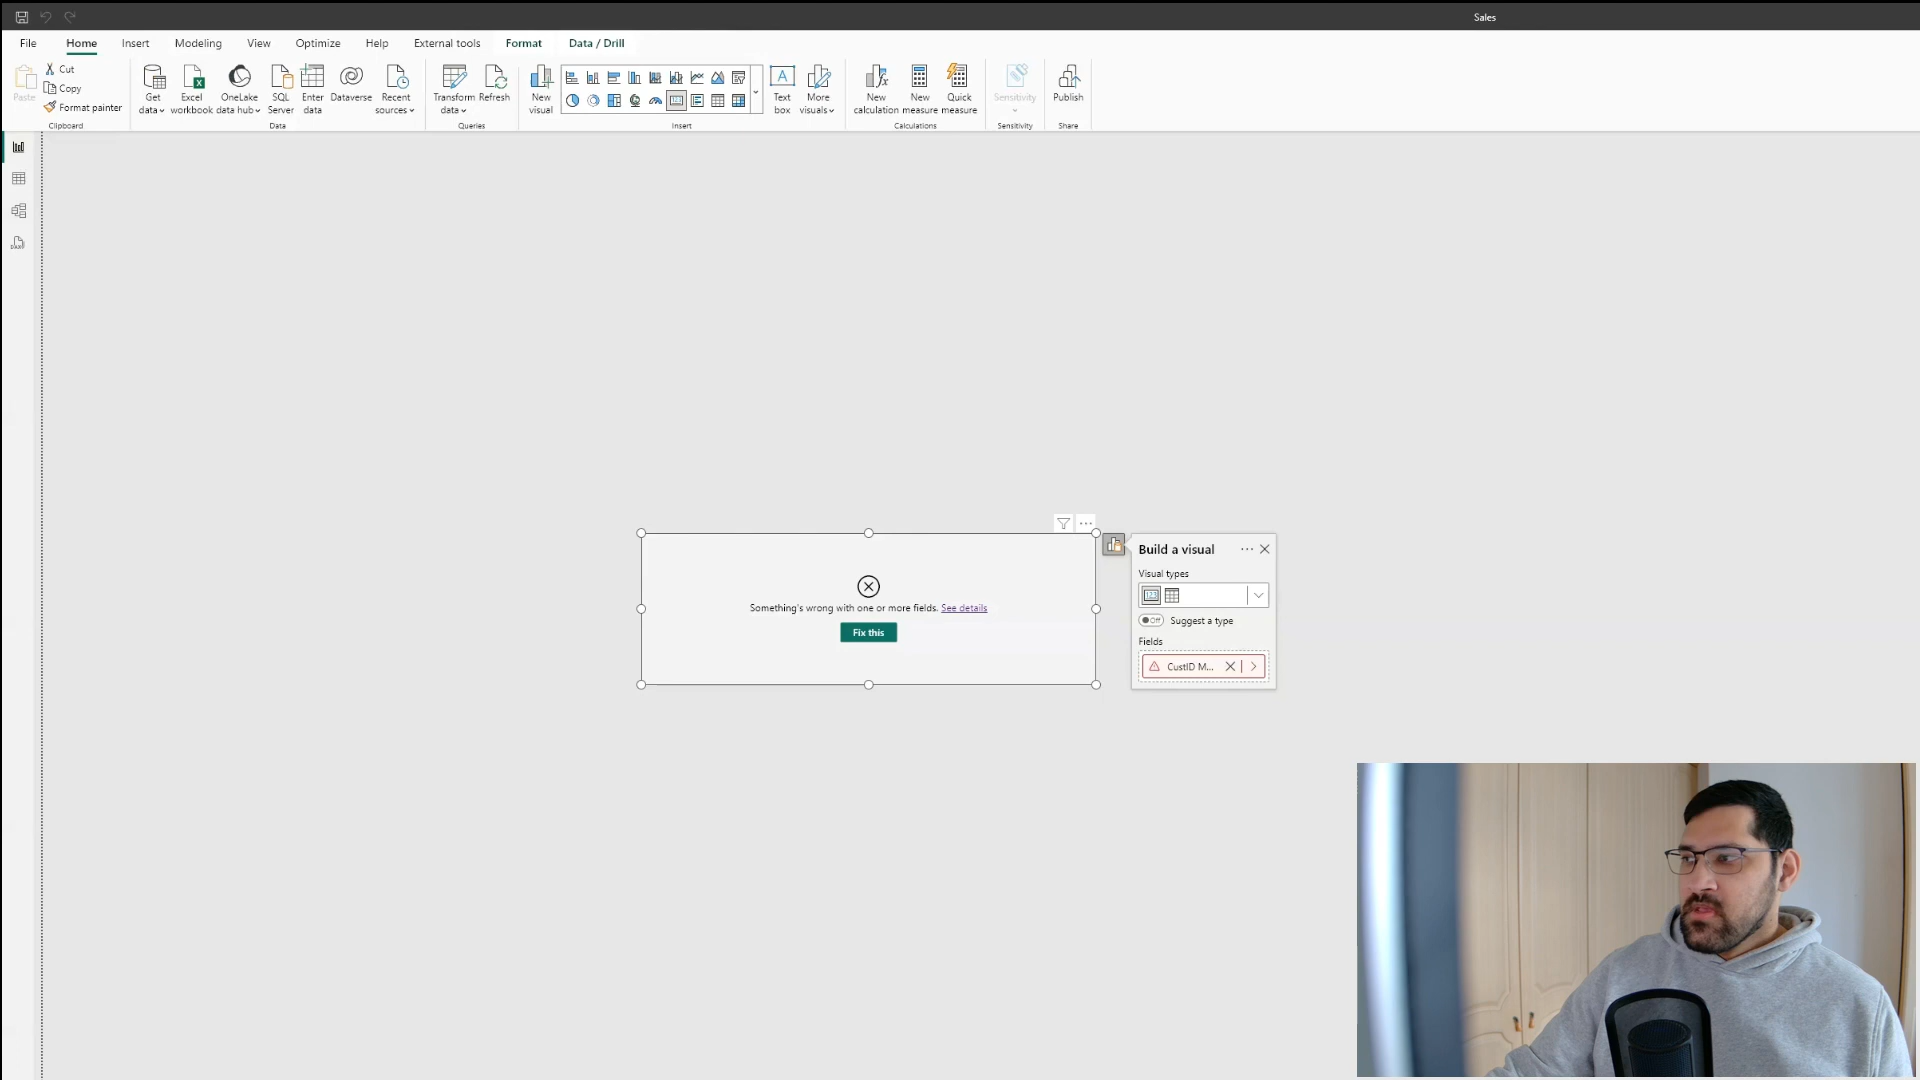 Sales
File Home Insert Modeling View Optimize Help External tools Format Data / Drill
Paste
Cut
Copy
Format painter
Clipboard
Get data
Excel workbook
OneLake data hub
SQL Server
Enter data
Dataverse
Recent sources
Data
Transform data
Refresh
Queries
New visual
Text box
More visuals
Insert
New calculation
New measure
Quick measure
Calculations
Sensitivity
Sensitivity
Publish
Share
Something's wrong with one or more fields. See details
Fix this
Build a visual
Visual types
123
Off Suggest a type
Fields
CustID M...